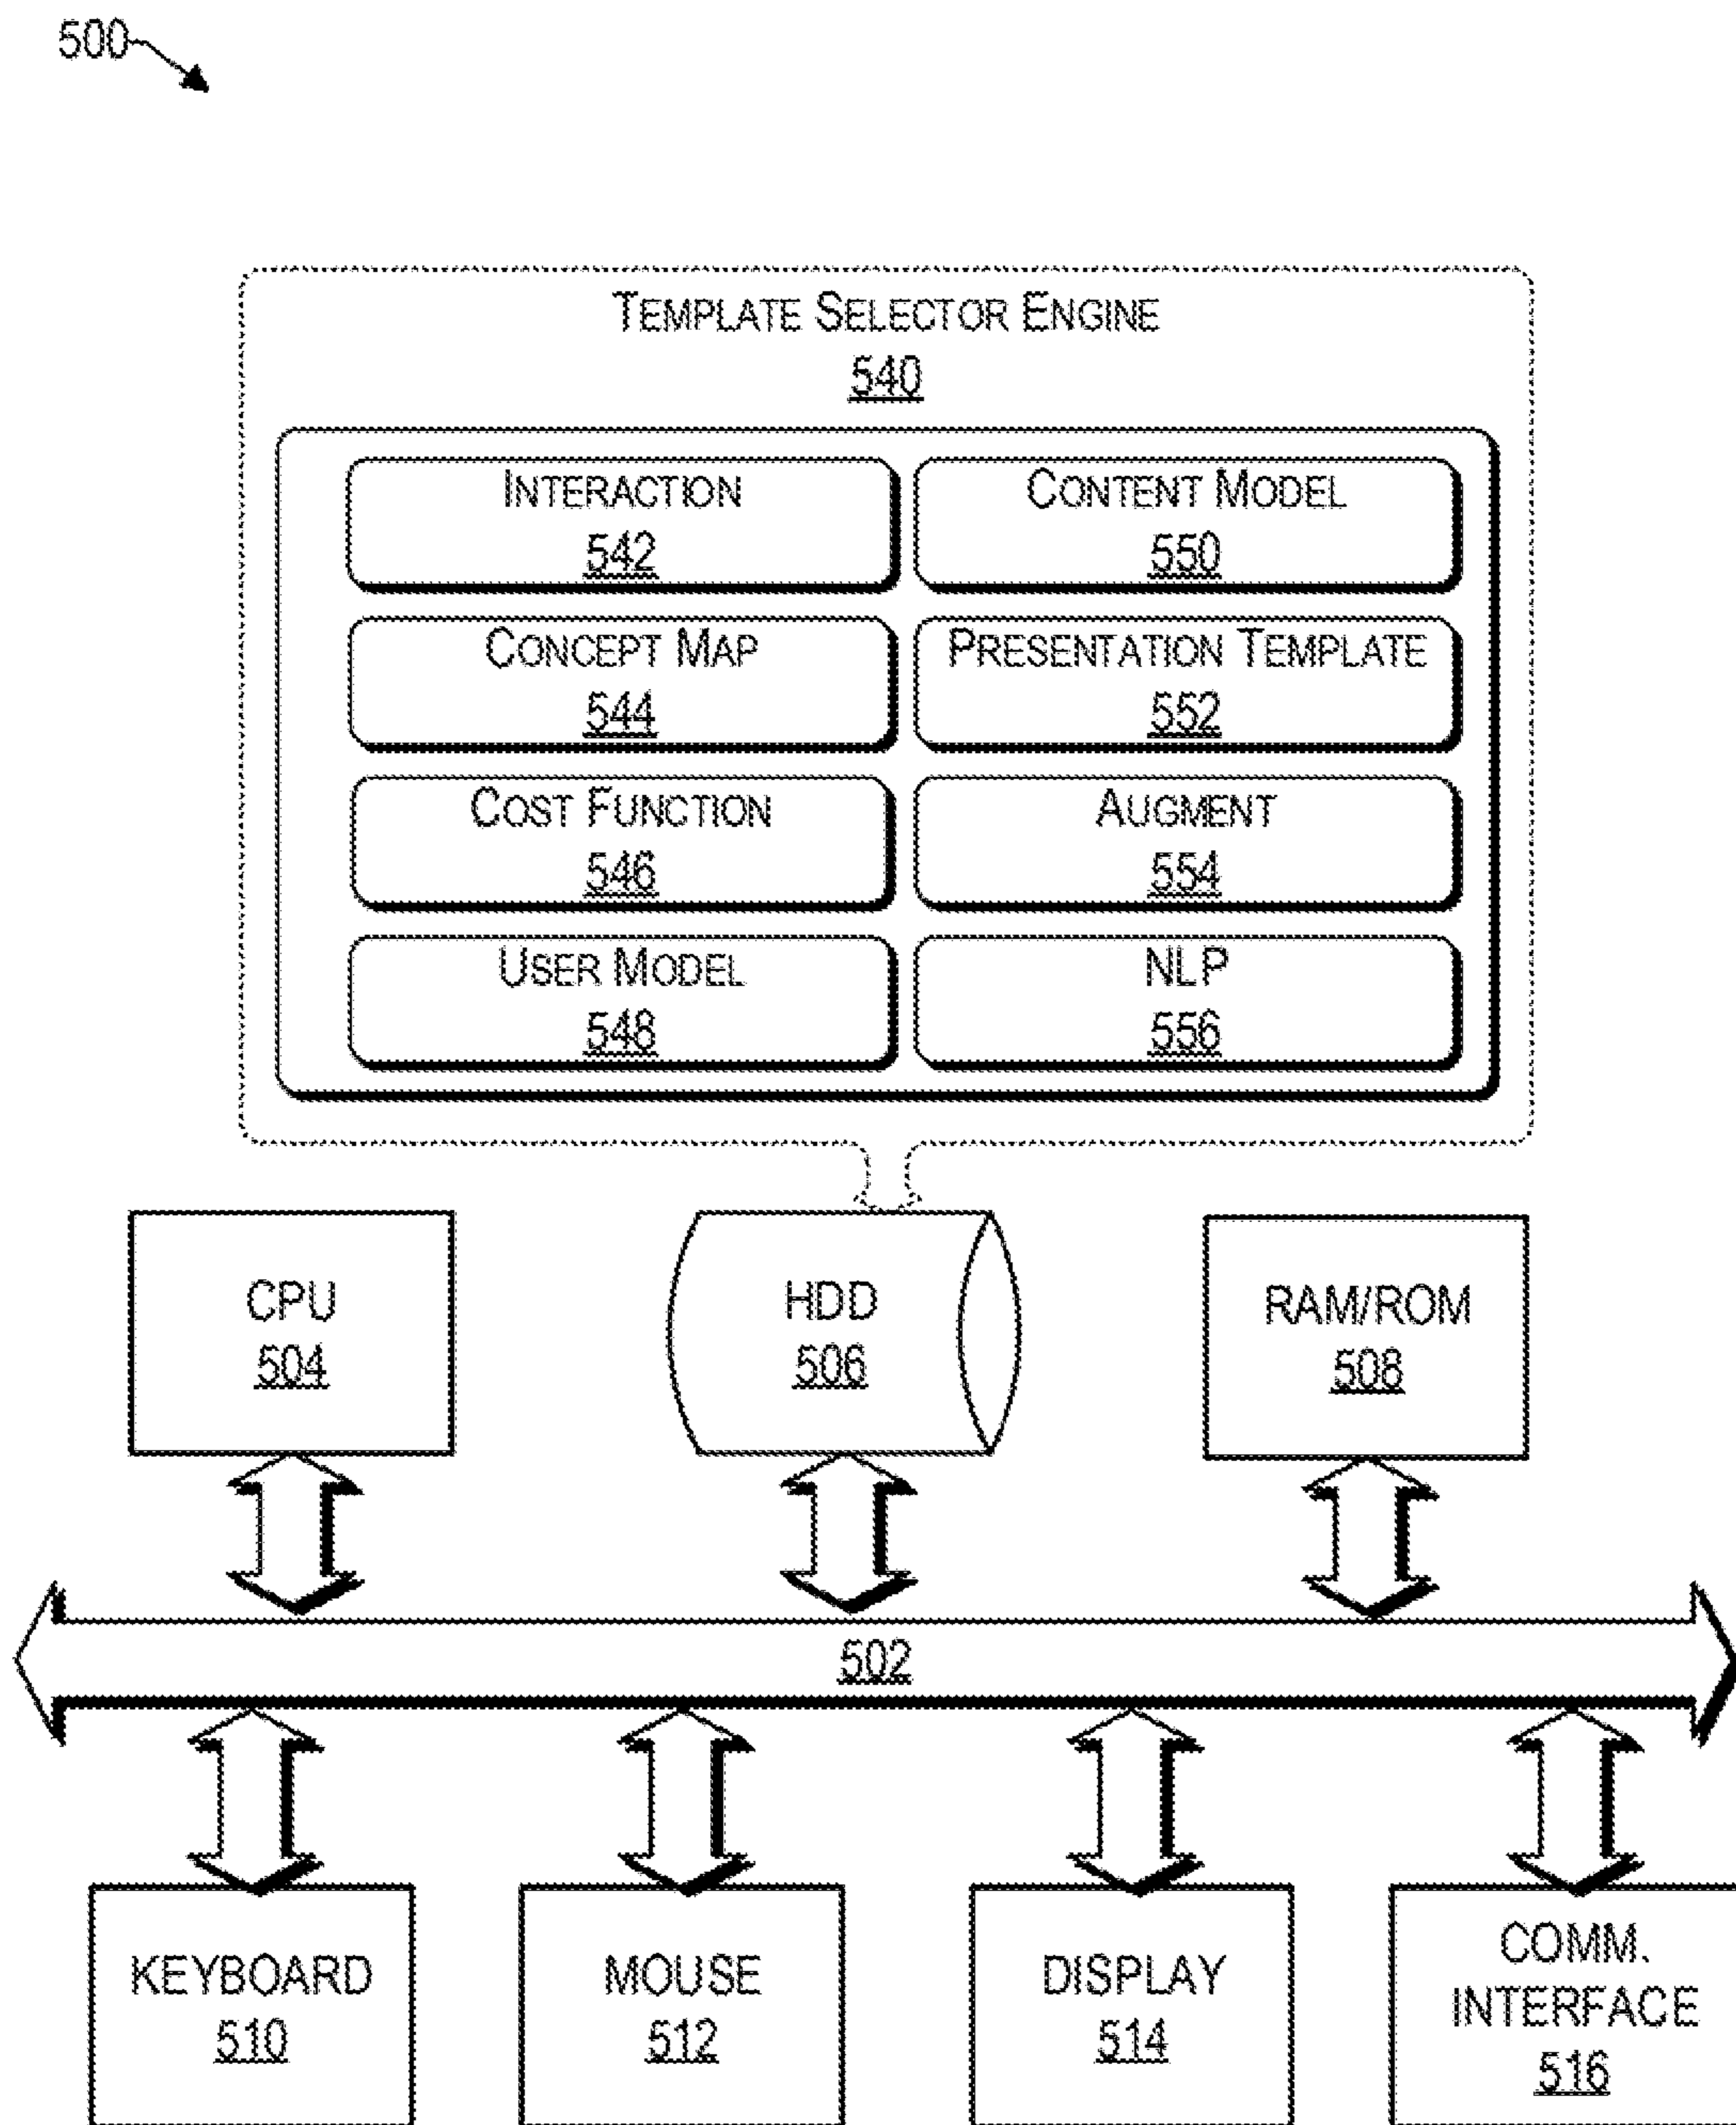 500
TEMPLATE SELECTOR ENGINE
540
INTERACTION
542
CONTENT MODEL
550
CONCEPT MAP
544
PRESENTATION TEMPLATE
552
COST FUNCTION
546
AUGMENT
554
USER MODEL
548
NLP
556
CPU
504
HDD
506
RAM/ROM
508
502
KEYBOARD
510
MOUSE
512
DISPLAY
514
COMM.
INTERFACE
516